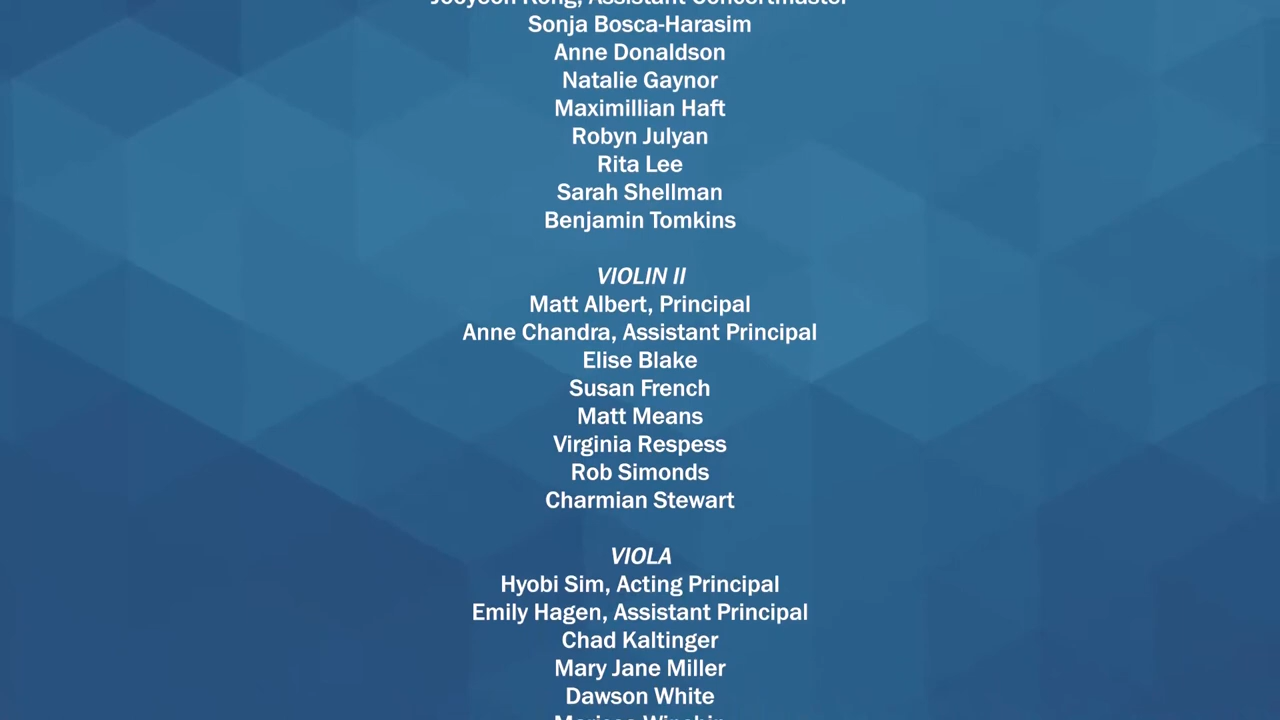 Assistant Concertmaster
Sonja Bosca-Harasim
Anne Donaldson
Natalie Gaynor
Maximillian Haft
Robyn Julyan
Rita Lee
Sarah Shellman
Benjamin Tomkins
VIOLIN II
Matt Albert, Principal
Anne Chandra, Assistant Principal
Elise Blake
Susan French
Matt Means
Virginia Respess
Rob Simonds
Charmian Stewart
VIOLA
Hyobi Sim, Acting Principal
Emily Hagen, Assistant Principal
Chad Kaltinger
Mary Jane Miller
Dawson White